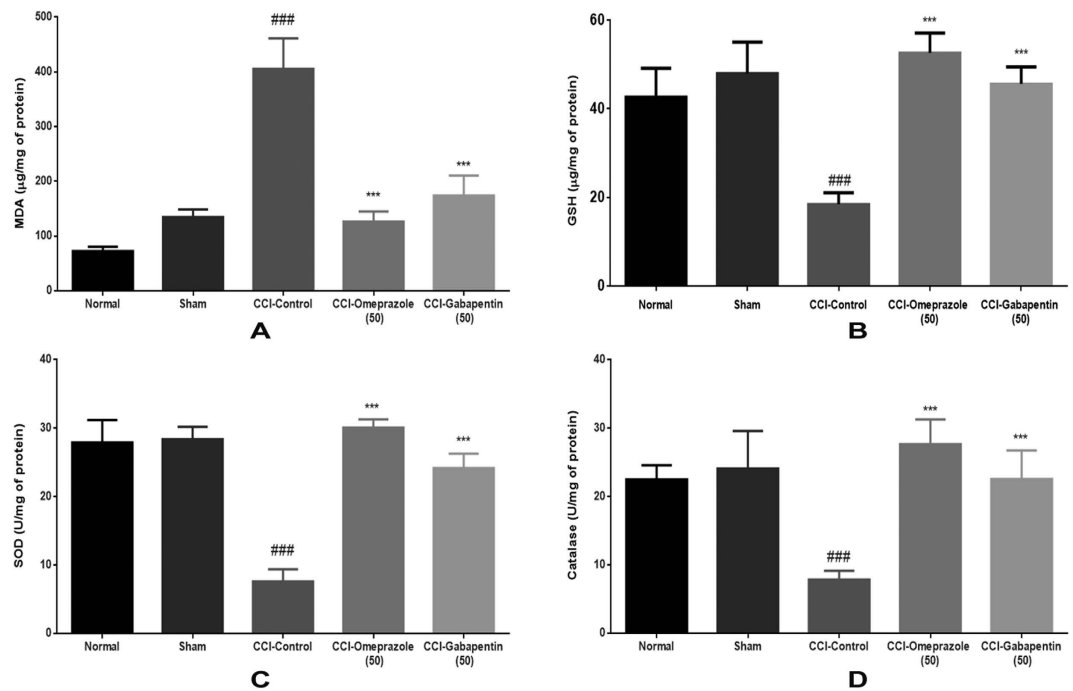 MDA (µg/mg of protein)
500
400
300
200
100
0
###
***
***
Normal
Sham
CCI-Control
CCI-Omeprazole
(50)
CCI-Gabapentin
(50)
A
GSH (µg/mg of protein)
60
40
20
0
###
***
***
Normal
Sham
CCI-Control
CCI-Omeprazole
(50)
CCI-Gabapentin
(50)
B
SOD (U/mg of protein)
40
30
20
10
0
###
***
***
Normal
Sham
CCI-Control
CCI-Omeprazole
(50)
CCI-Gabapentin
(50)
C
Catalase (U/mg of protein)
40
30
20
10
0
###
***
***
Normal
Sham
CCI-Control
CCI-Omeprazole
(50)
CCI-Gabapentin
(50)
D